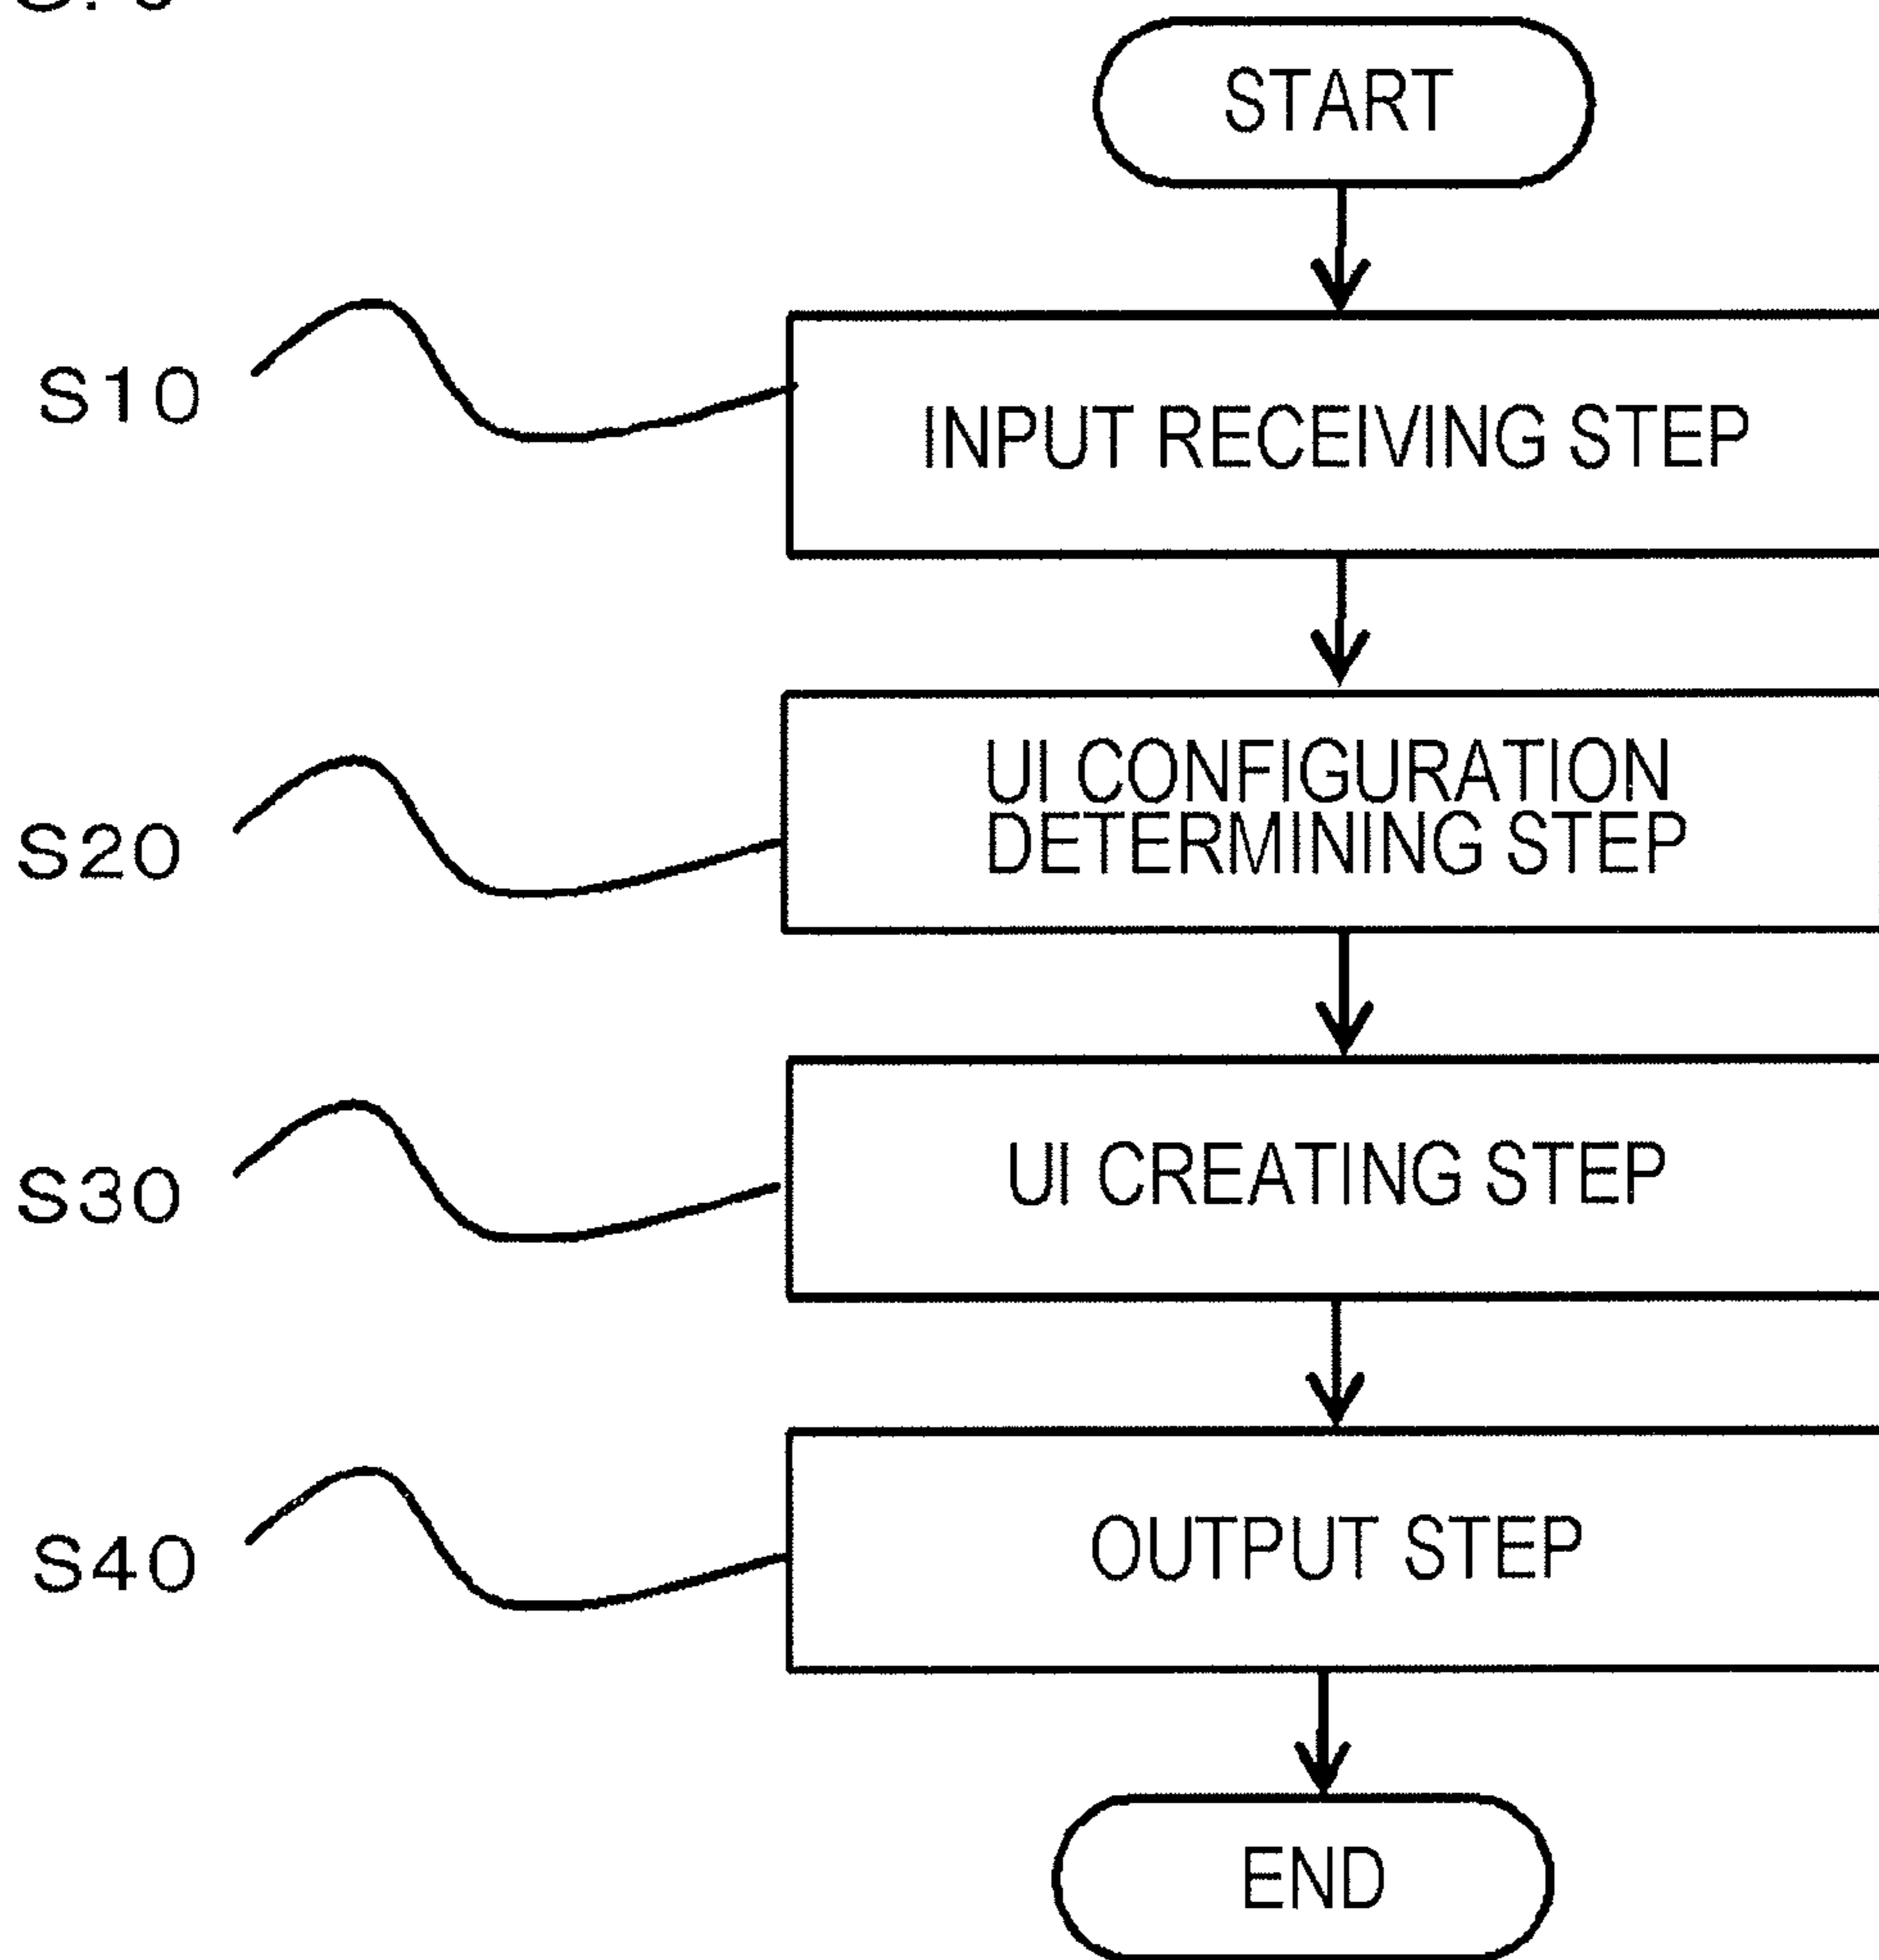 START
S10
INPUT RECEIVING STEP
S20
UI CONFIGURATION
DETERMINING STEP
S30
UI CREATING STEP
S40
OUTPUT STEP
END